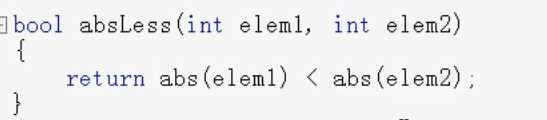 bool absLess(int elem1, int elem2)
{
    return abs(elem1) < abs(elem2);
}